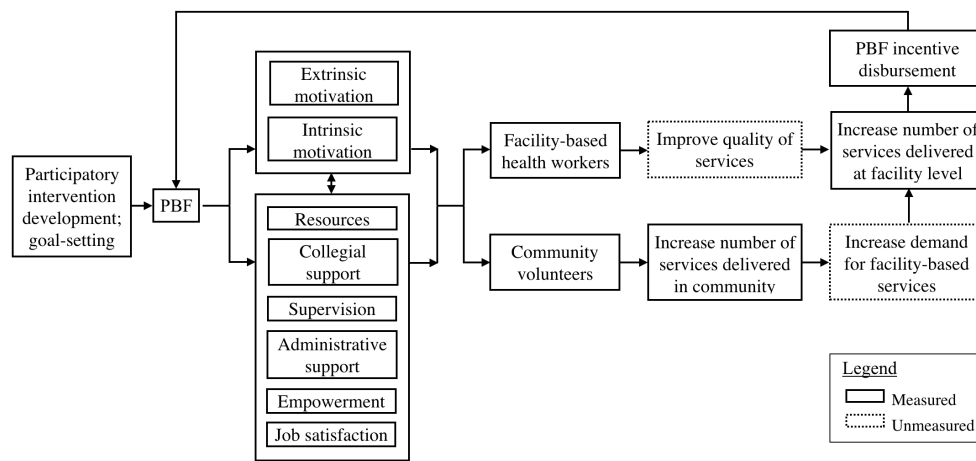 Participatory
intervention
development;
goal-setting
PBF
Extrinsic
motivation
Intrinsic
motivation
Resources
Collegial
support
Supervision
Administrative
support
Empowerment
Job satisfaction
Facility-based
health workers
Community
volunteers
Improve quality of
services
Increase number of
services delivered
in community
PBF incentive
disbursement
Increase number of
services delivered
at facility level
Increase demand
for facility-based
services
Legend
Measured
Unmeasured